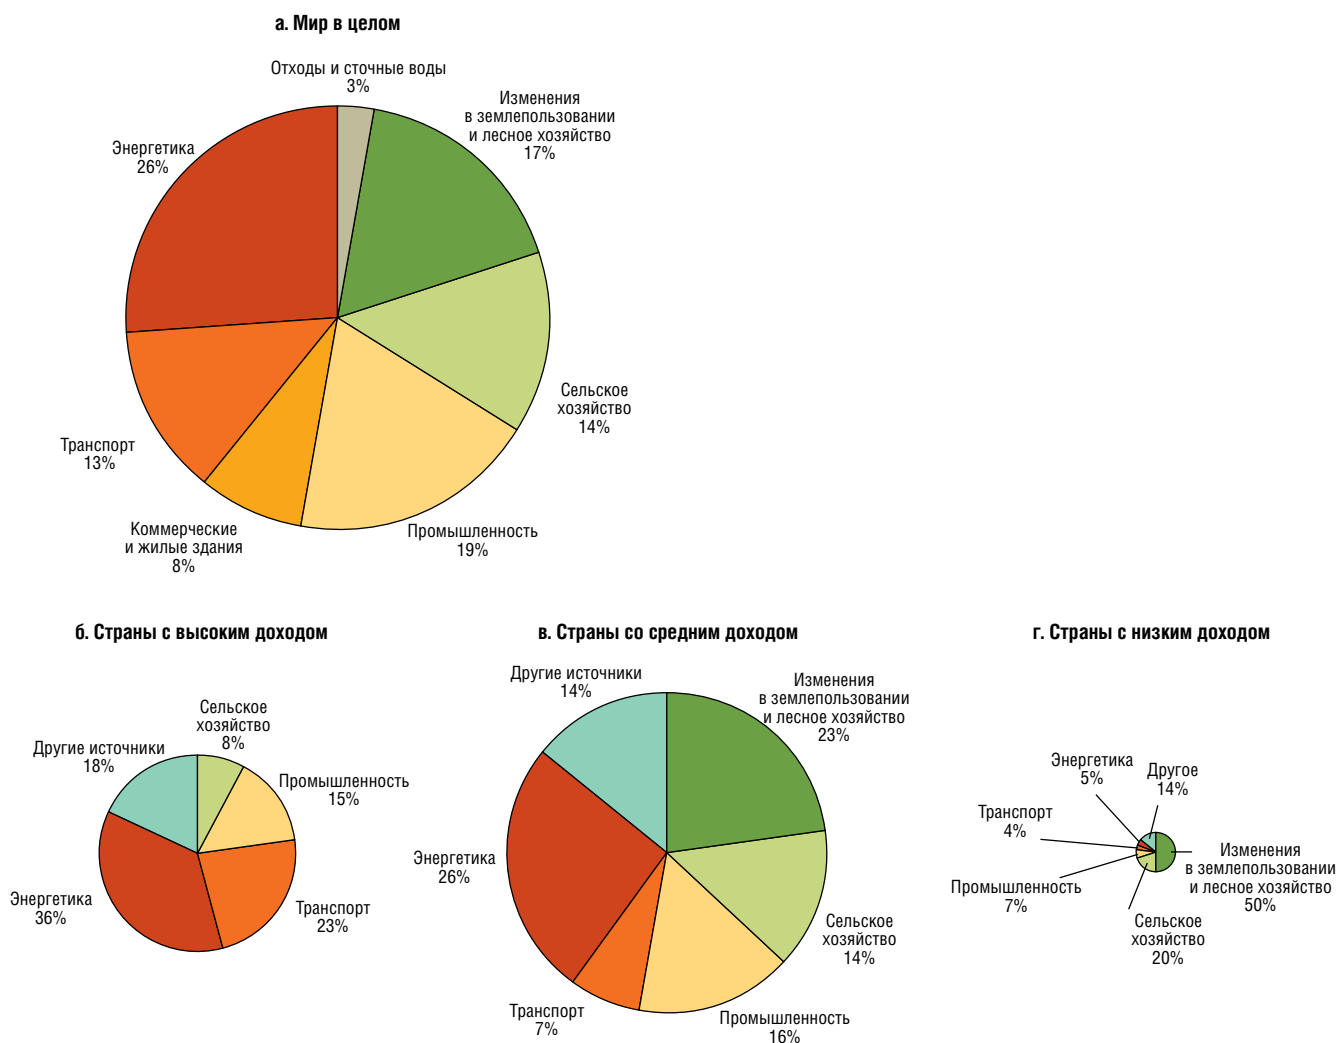 а. Мир в целом
Отходы и сточные воды
3%
Изменения
в землепользовании
и лесное хозяйство
17%
Энергетика
26%
Сельское
хозяйство
14%
Транспорт
13%
Коммерческие
и жилые здания
8%
Промышленность
19%
б. Страны с высоким доходом
Сельское
хозяйство
8%
Другие источники
18%
Промышленность
15%
Энергетика
36%
Транспорт
23%
в. Страны со средним доходом
Другие источники
14%
Изменения
в землепользовании
и лесное хозяйство
23%
Энергетика
26%
Сельское
хозяйство
14%
Транспорт
7%
Промышленность
16%
г. Страны с низким доходом
Энергетика
5%
Другое
14%
Транспорт
4%
Изменения
в землепользовании
и лесное хозяйство
50%
Промышленность
7%
Сельское
хозяйство
20%